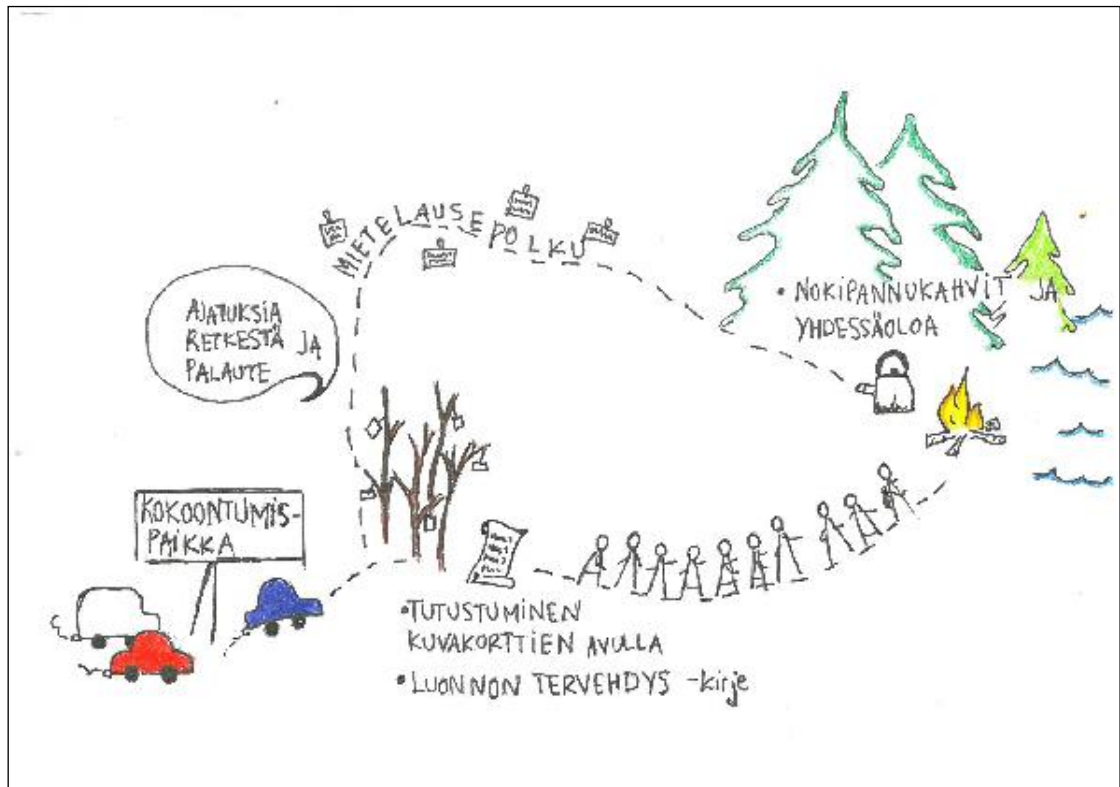 MIETELAUSEPOLKU
• NOKIPANNUKAHVIT JA
YHDESSÄOLOA
AJATUKSIA
RETKESTÄ JA
PALAUTE
KOKOONTUMIS-
PAIKKA
• TUTUSTUMINEN
KUVAKORTTIEN AVULLA
• LUONNON TERVEHDYS -kirje